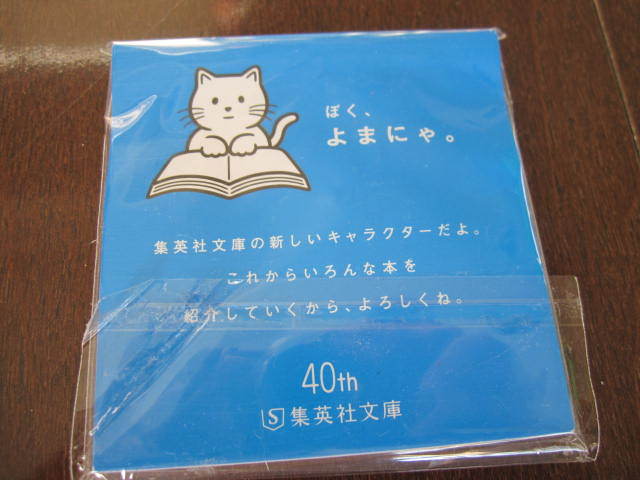 ぼく、
よまにゃ。
集英社文庫の新しいキャラクターだよ。
これからいろんな本を
紹介していくから、よろしくね。
40th
S 集英社文庫